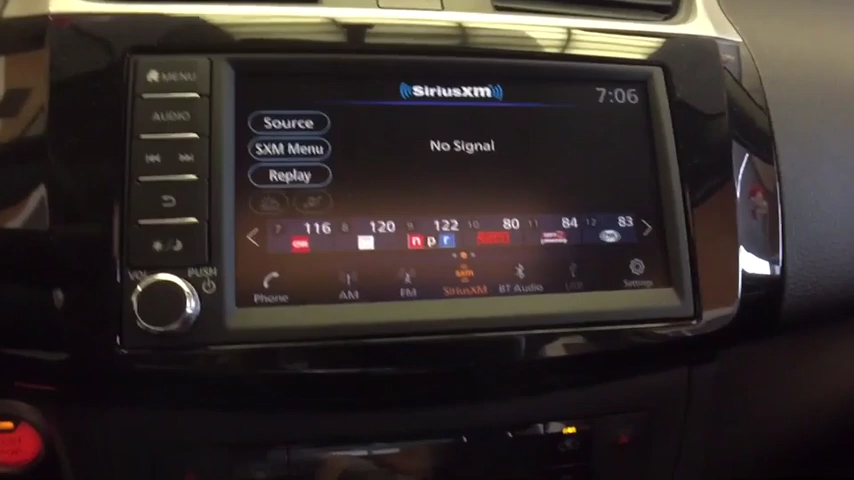 MENU
AUDIO
VOL
PUSH
SiriusXM
7:06
Source
SXM Menu
Replay
No Signal
7 116 8 120 9 122 10 80 11 84 12 83
npr
Phone
AM
FM
SiriusXM
BT Audio
USB
Settings